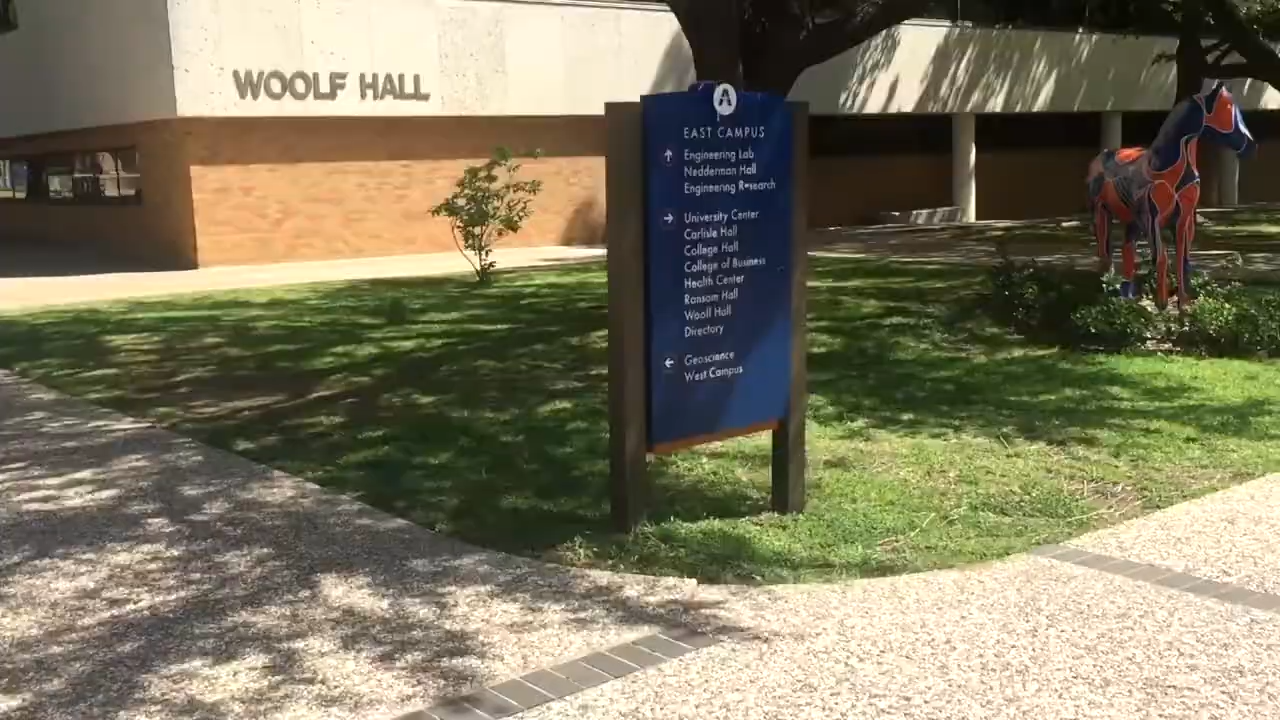 WOOLF HALL
A
EAST CAMPUS
↑ Engineering Lab
Nedderman Hall
Engineering Research
→ University Center
Carlisle Hall
College Hall
College of Business
Health Center
Ransom Hall
Woolf Hall
Directory
← Geoscience
West Campus